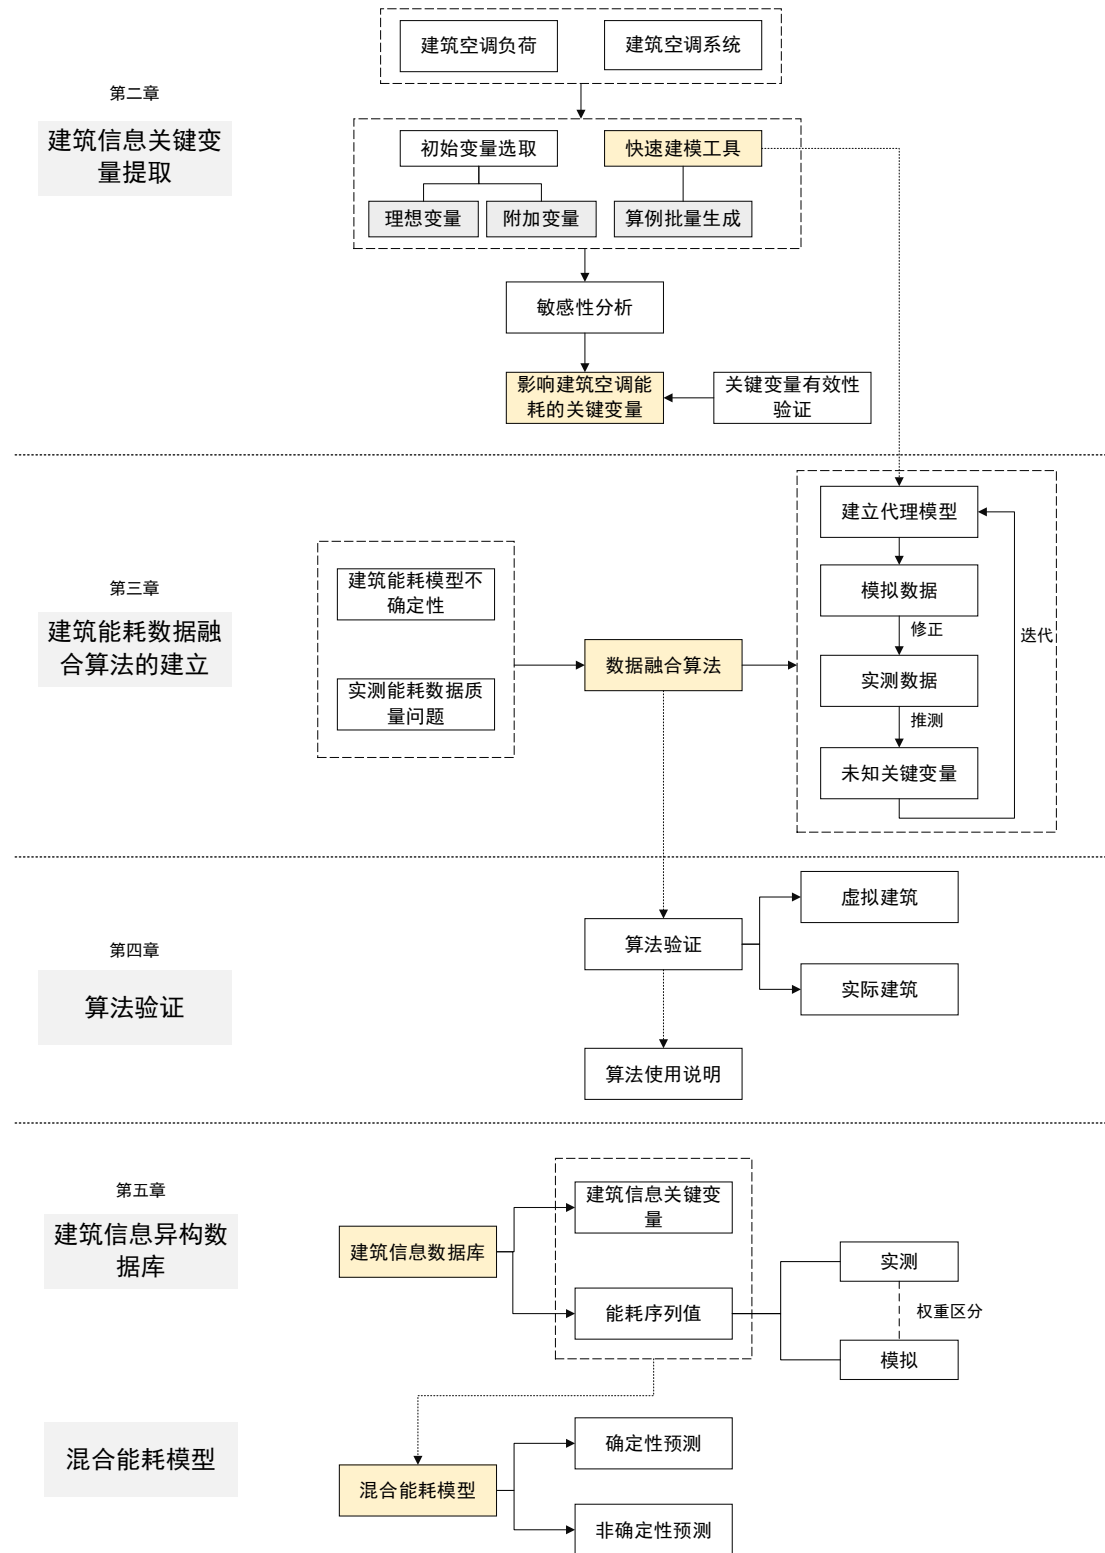 建筑空调负荷
建筑空调系统
第二章
建筑信息关键变
量提取
初始变量选取
快速建模工具
理想变量
附加变量
算例批量生成
敏感性分析
影响建筑空调能
耗的关键变量
关键变量有效性
验证
第三章
建筑能耗数据融
合算法的建立
建筑能耗模型不
确定性
实测能耗数据质
量问题
数据融合算法
建立代理模型
模拟数据
修正
迭代
实测数据
推测
未知关键变量
第四章
算法验证
算法验证
虚拟建筑
实际建筑
算法使用说明
第五章
建筑信息异构数
据库
建筑信息数据库
建筑信息关键变
量
能耗序列值
实测
权重区分
模拟
混合能耗模型
混合能耗模型
确定性预测
非确定性预测